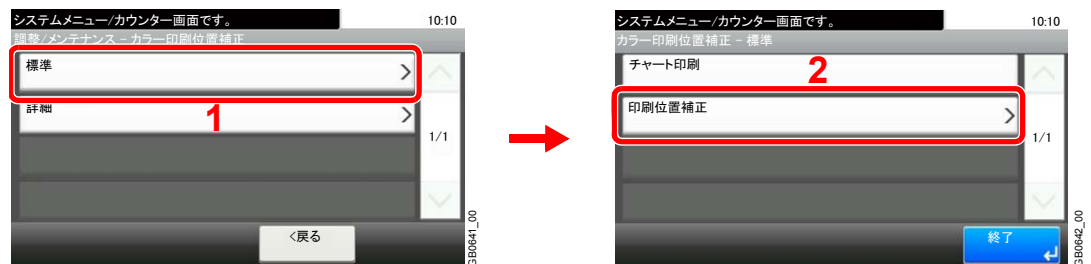 システムメニュー/カウンター画面です。
10:10
調整/メンテナンス - カラー印刷位置補正
標準
詳細
1
1/1
<戻る
GB0641_00
システムメニュー/カウンター画面です。
10:10
カラー印刷位置補正 - 標準
チャート印刷
2
印刷位置補正
1/1
終了
GB0642_00